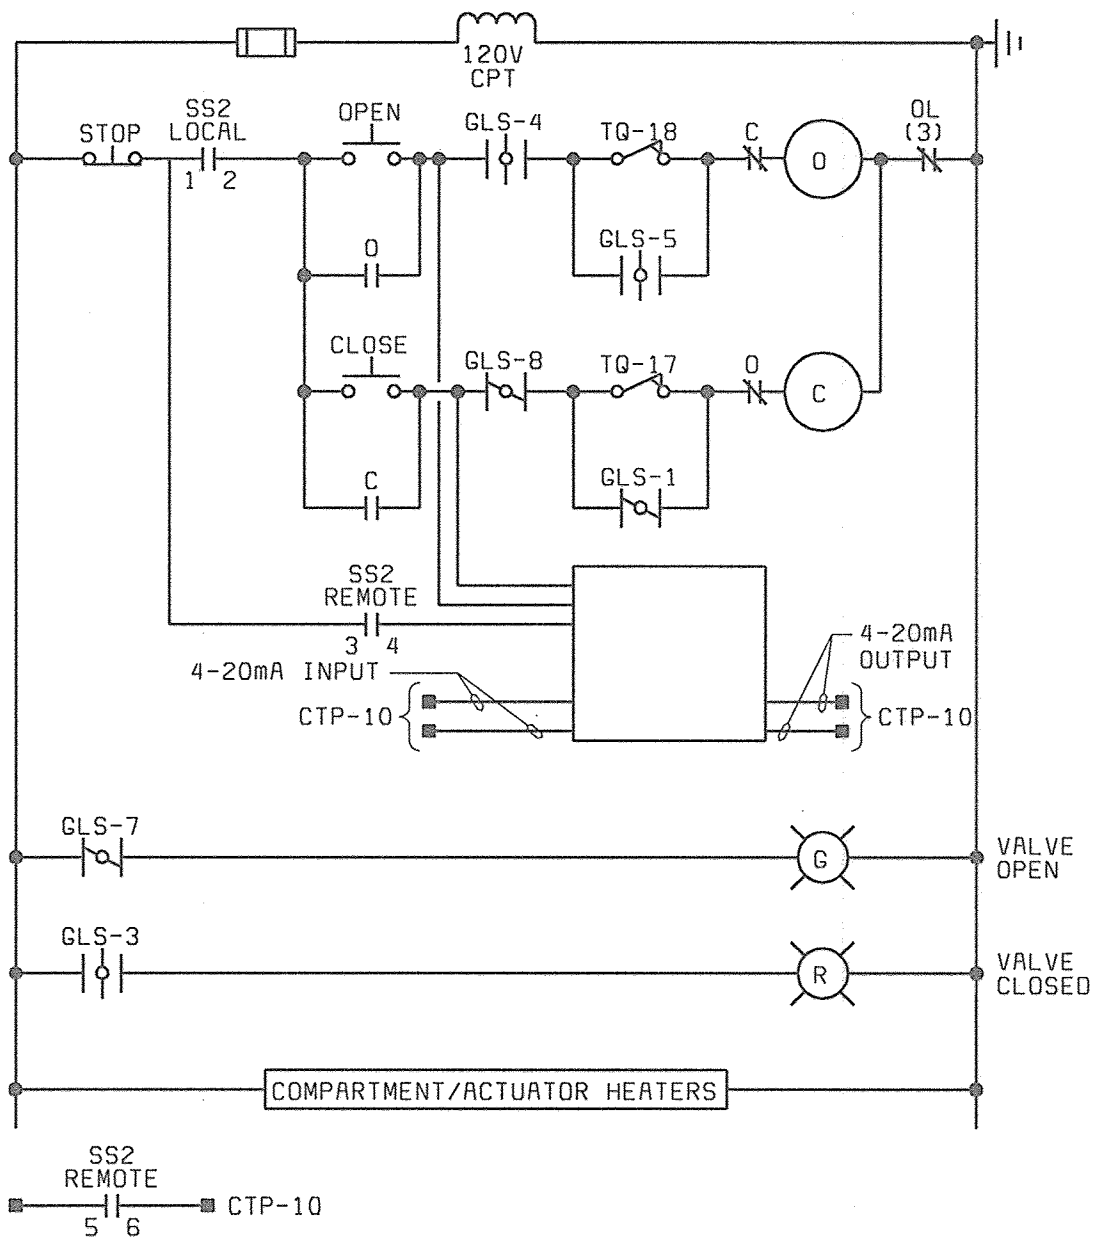 120V
CPT
SS2
LOCAL
STOP
1 2
OPEN
GLS-4
TQ-18
C
O
OL
(3)
O
GLS-5
CLOSE
GLS-8
TQ-17
O
C
C
GLS-1
SS2
REMOTE
3 4
4-20mA INPUT
CTP-10
4-20mA
OUTPUT
CTP-10
GLS-7
G
VALVE
OPEN
GLS-3
R
VALVE
CLOSED
COMPARTMENT/ACTUATOR HEATERS
SS2
REMOTE
5 6
CTP-10